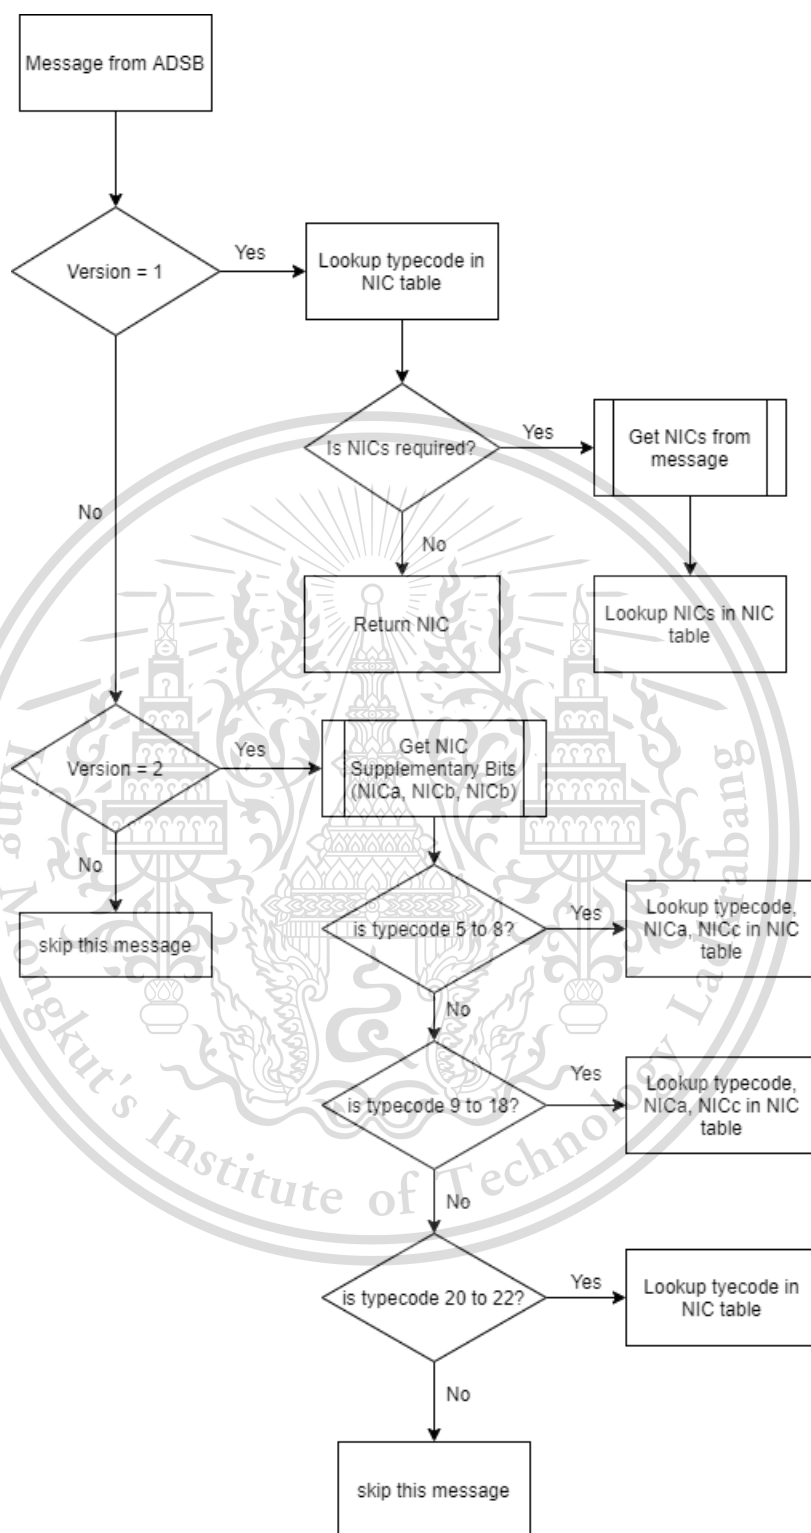 Message from ADSB
Version = 1
Yes
Lookup typecode in
NIC table
Is NICs required?
Yes
Get NICs from
message
No
No
Return NIC
Lookup NICs in NIC
table
Version = 2
Yes
Get NIC
Supplementary Bits
(NICa, NICb, NICb)
No
skip this message
is typecode 5 to 8?
Yes
Lookup typecode,
NICa, NICc in NIC
table
No
is typecode 9 to 18?
Yes
Lookup typecode,
NICa, NICc in NIC
table
No
is typecode 20 to 22?
Yes
Lookup tyecode in
NIC table
No
skip this message
King Mongkut's Institute of Technology Ladkrabang